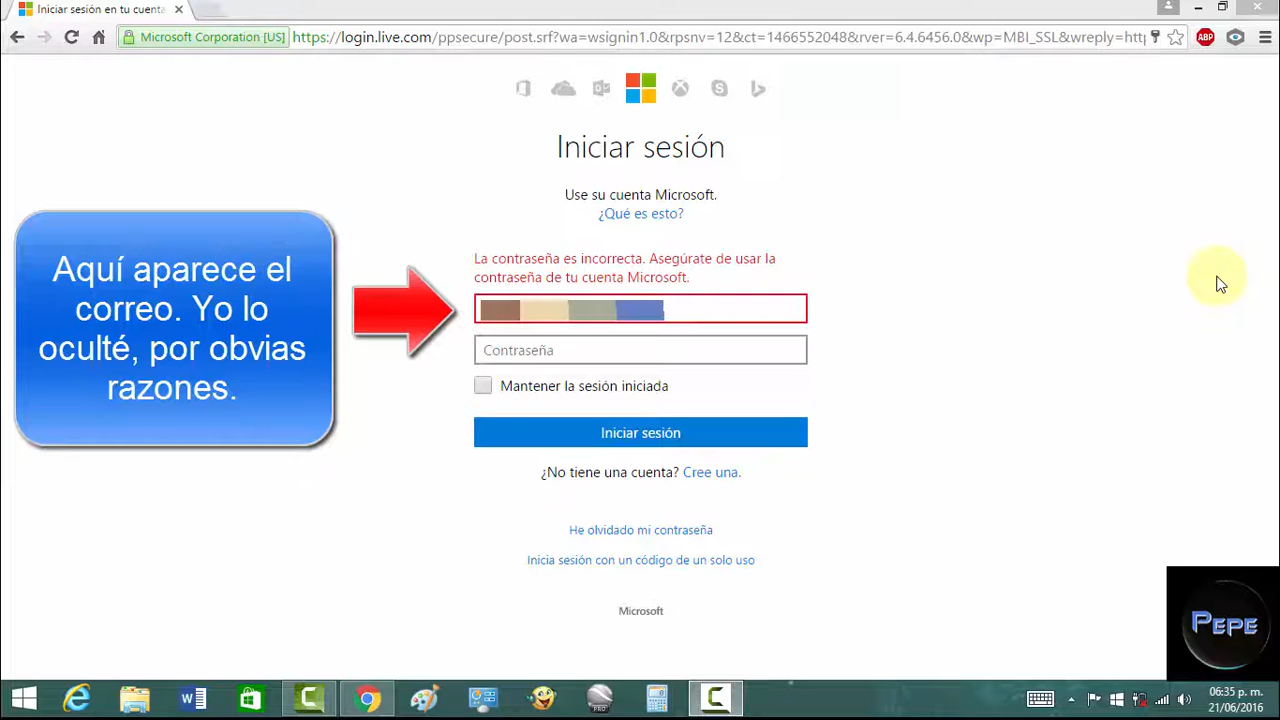 Iniciar sesión en tu cuenta
Microsoft Corporation [US] https://login.live.com/ppsecure/post.srf?wa=wsignin1.0&rpsnv=12&ct=1466552048&rver=6.4.6456.0&wp=MBI_SSL&wreply=htt
ABP
Iniciar sesión
Use su cuenta Microsoft.
¿Qué es esto?
La contraseña es incorrecta. Asegúrate de usar la
contraseña de tu cuenta Microsoft.
Aquí aparece el
correo. Yo lo
oculté, por obvias
razones.
Contraseña
Mantener la sesión iniciada
Iniciar sesión
¿No tiene una cuenta? Cree una.
He olvidado mi contraseña
Inicia sesión con un código de un solo uso
Microsoft
PEPE
PRO
06:35 p. m.
21/06/2016